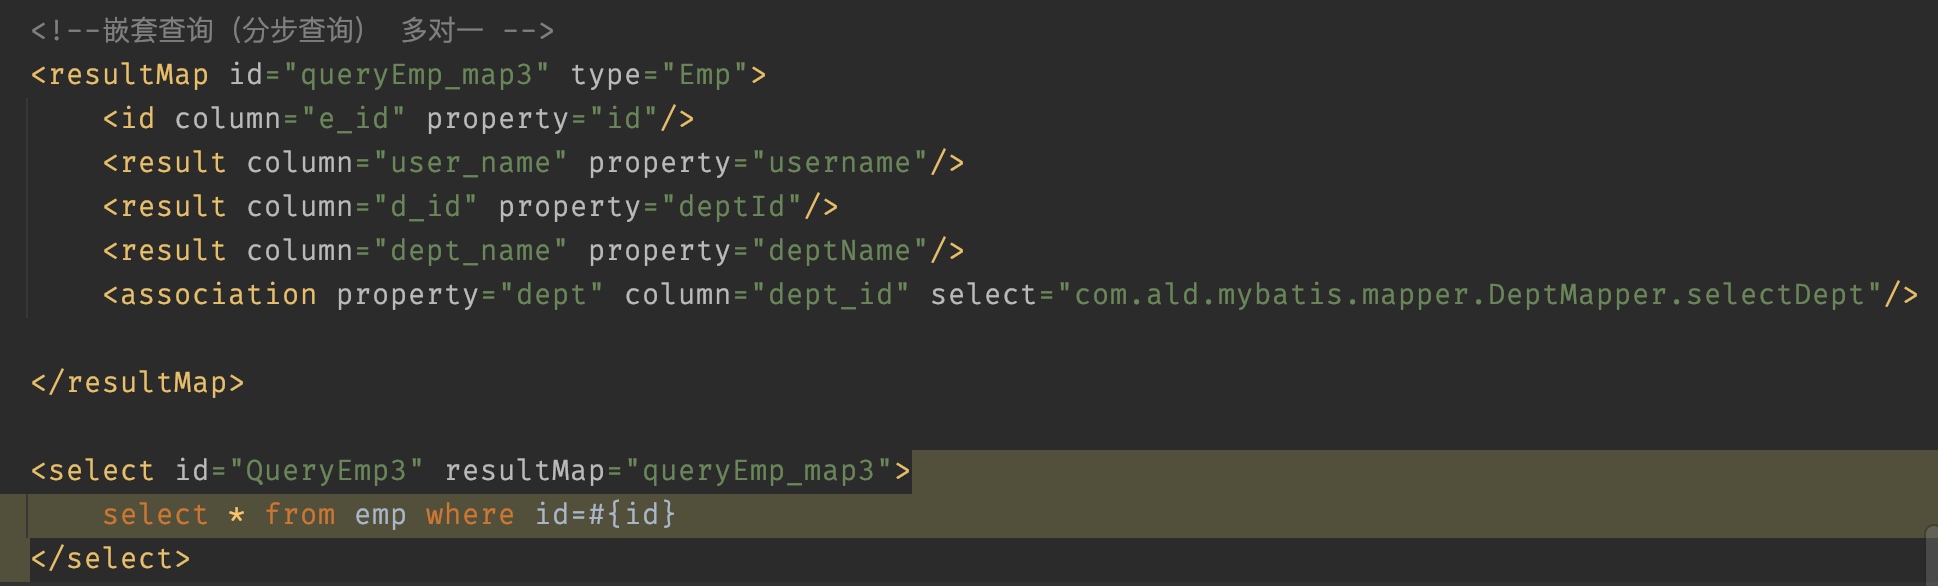 <!--嵌套查询（分步查询） 多对一 -->
<resultMap id="queryEmp_map3" type="Emp">
    <id column="e_id" property="id"/>
    <result column="user_name" property="username"/>
    <result column="d_id" property="deptId"/>
    <result column="dept_name" property="deptName"/>
    <association property="dept" column="dept_id" select="com.ald.mybatis.mapper.DeptMapper.selectDept"/>
</resultMap>
<select id="QueryEmp3" resultMap="queryEmp_map3">
    select * from emp where id=#{id}
</select>